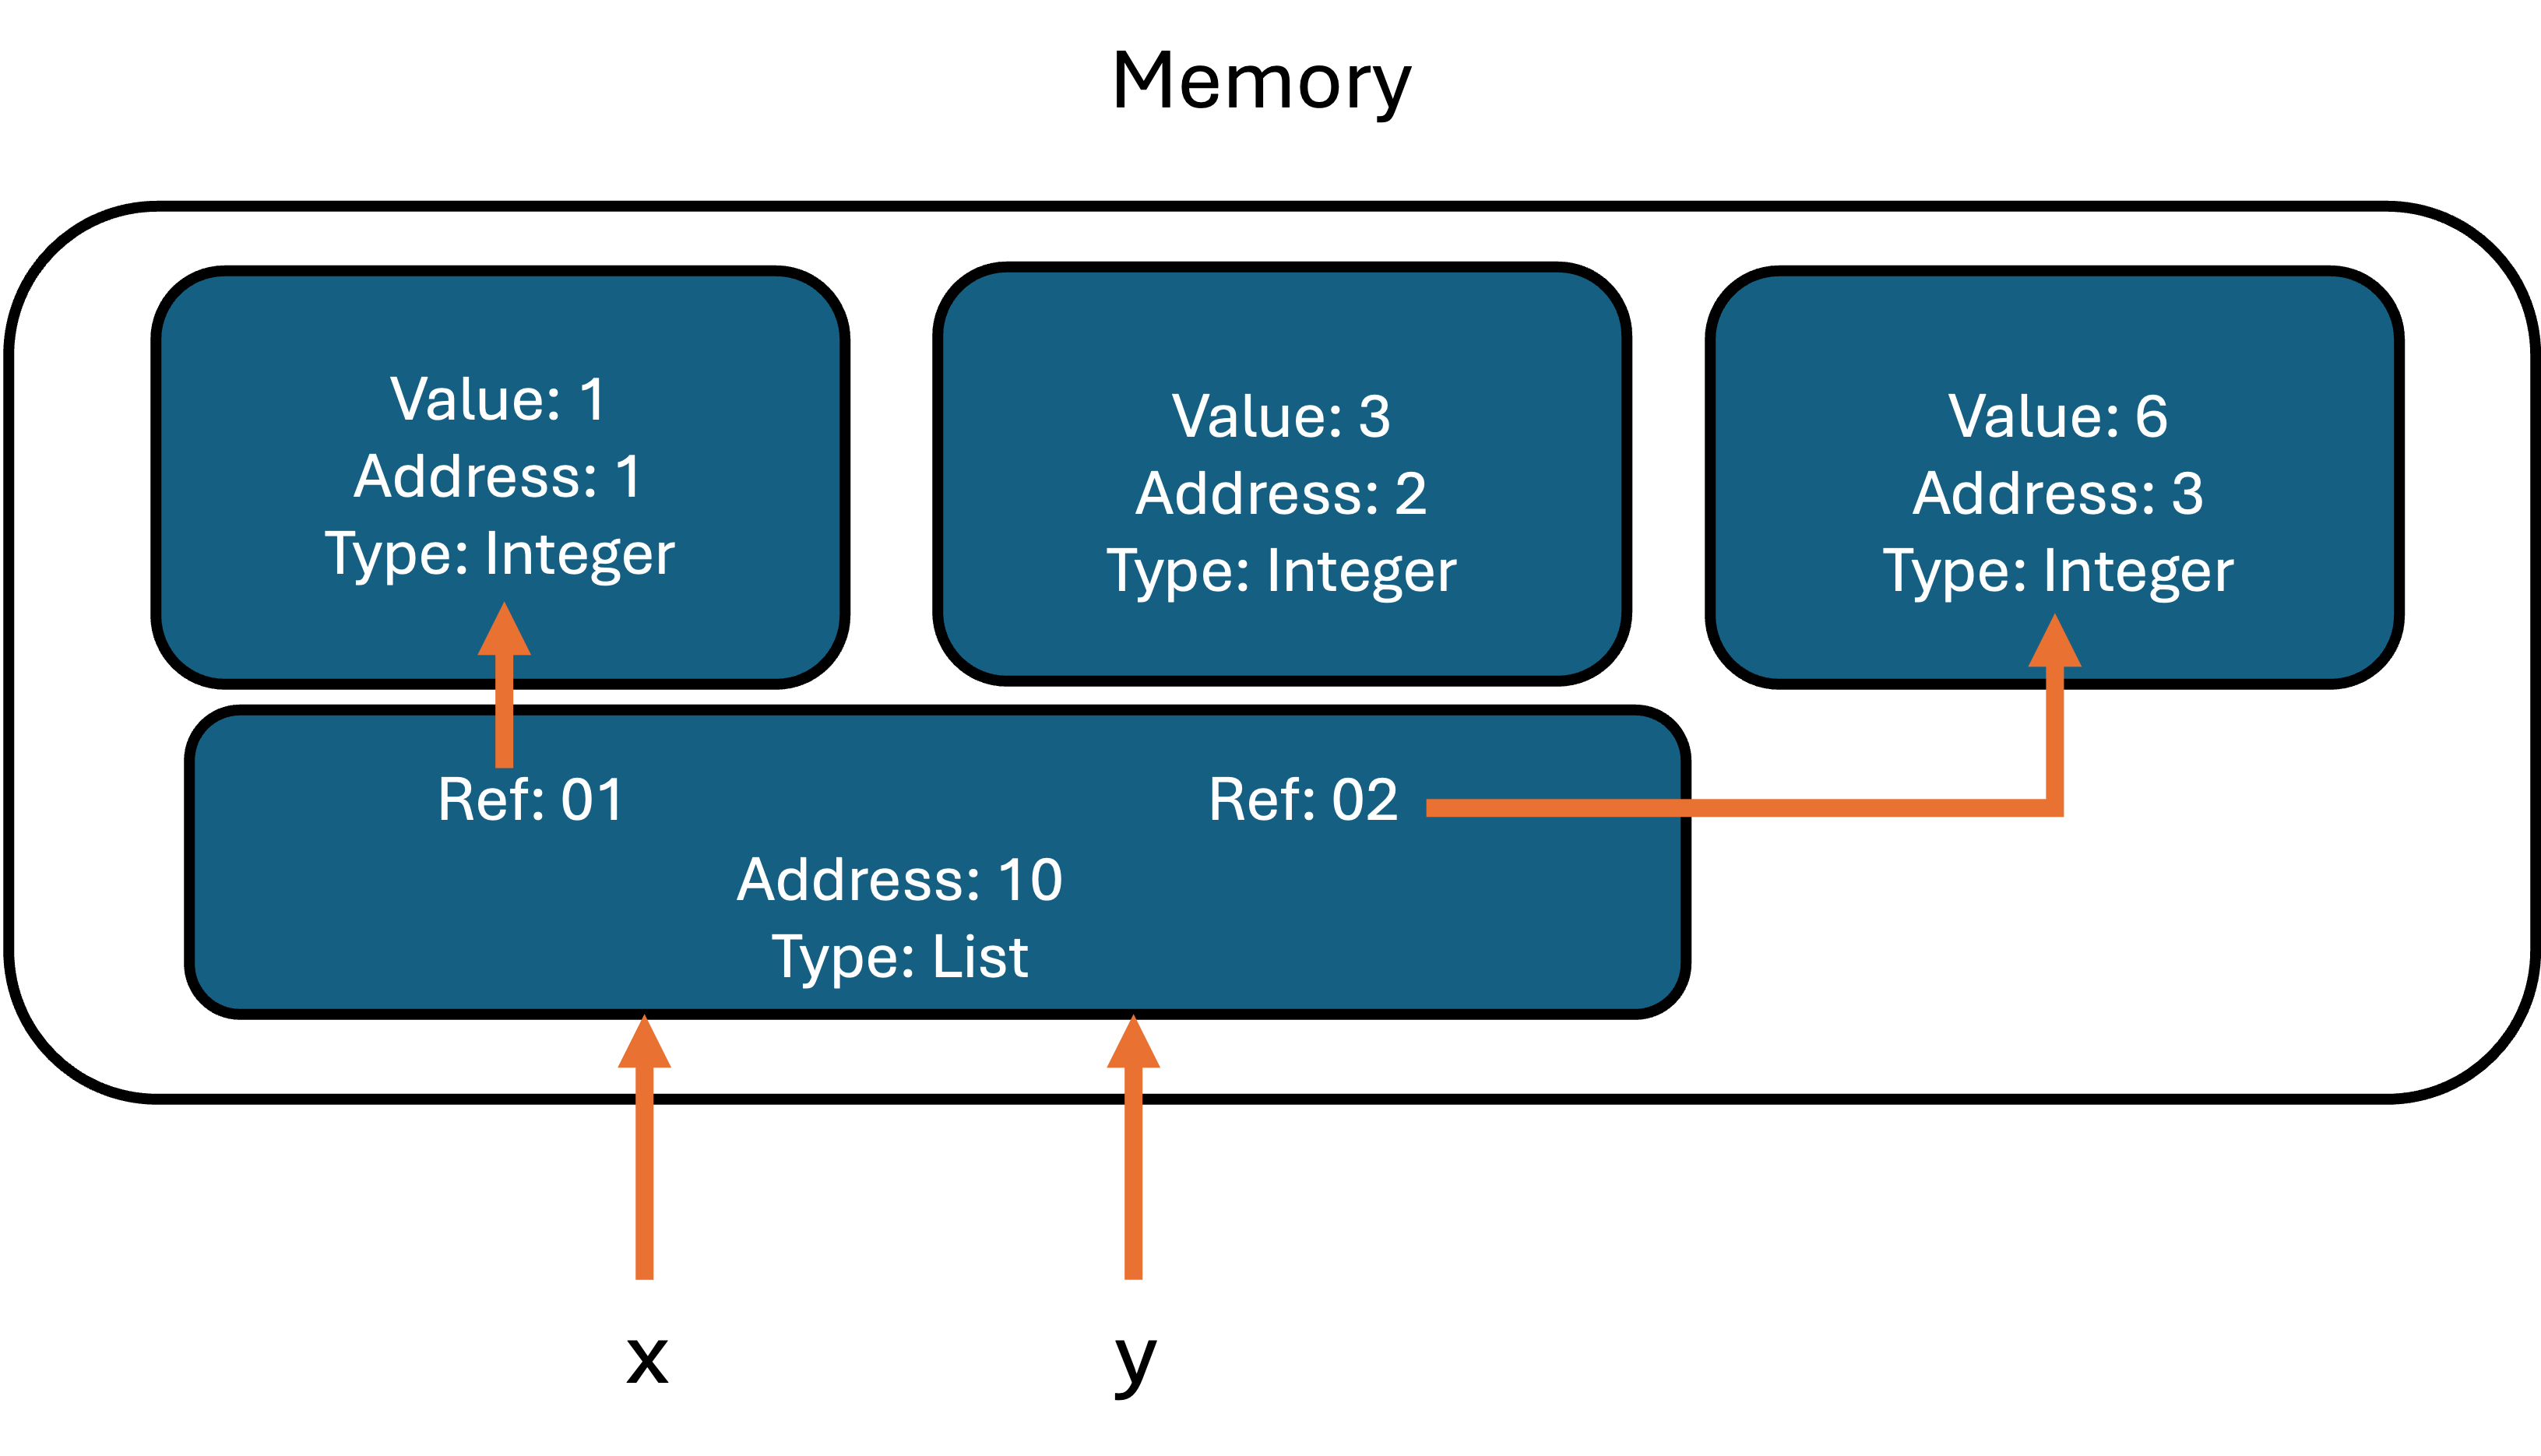 Memory
Value: 1
Address: 1
Type: Integer
Value: 3
Address: 2
Type: Integer
Value: 6
Address: 3
Type: Integer
Ref: 01
Ref: 02
Address: 10
Type: List
x
y